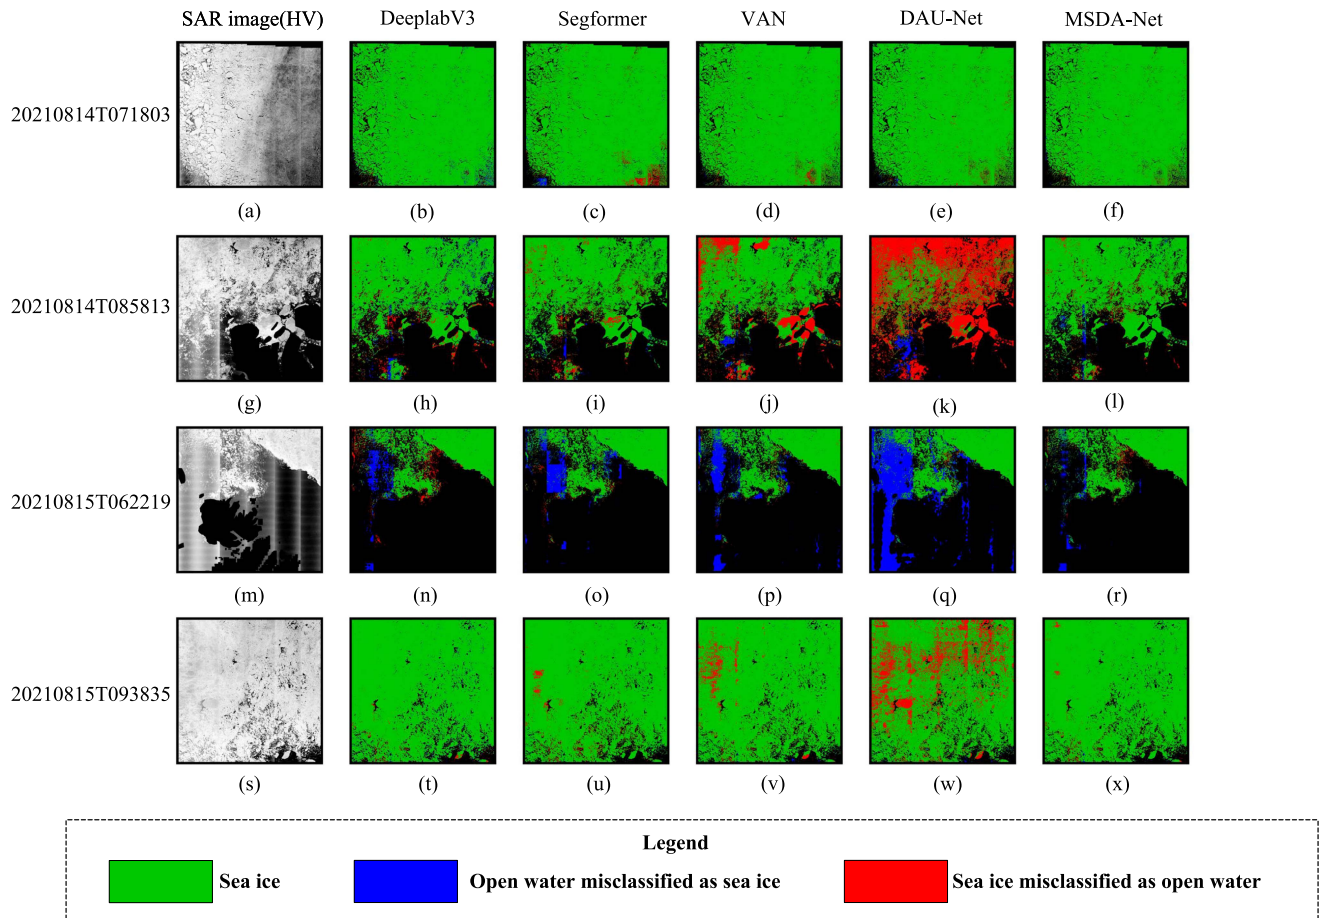 SAR image(HV) DeeplabV3 Segformer VAN DAU-Net MSDA-Net
20210814T071803
(a) (b) (c) (d) (e) (f)
20210814T085813
(g) (h) (i) (j) (k) (l)
20210815T062219
(m) (n) (o) (p) (q) (r)
20210815T093835
(s) (t) (u) (v) (w) (x)
Legend
Sea ice Open water misclassified as sea ice Sea ice misclassified as open water